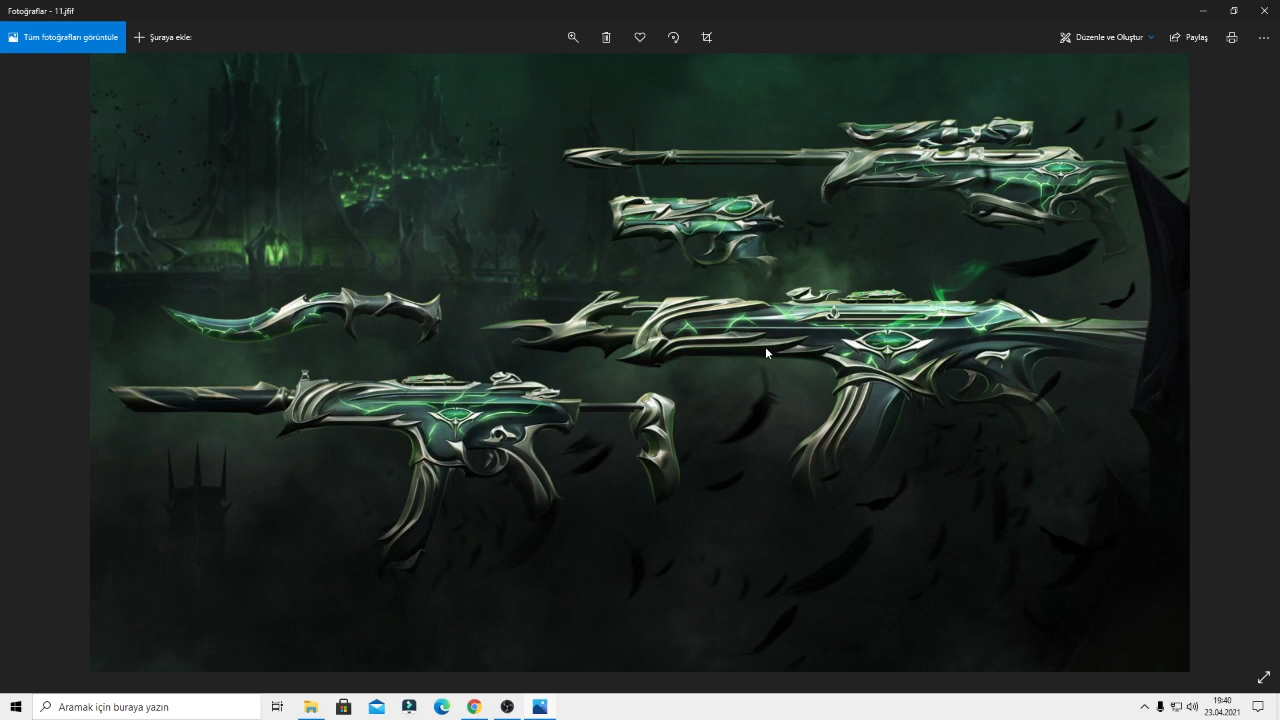 Fotoğraflar - 11.jfif
Tüm fotoğrafları görüntüle
Şuraya ekle:
Düzenle ve Oluştur
Paylaş
Aramak için buraya yazın
19:40
23.04.2021